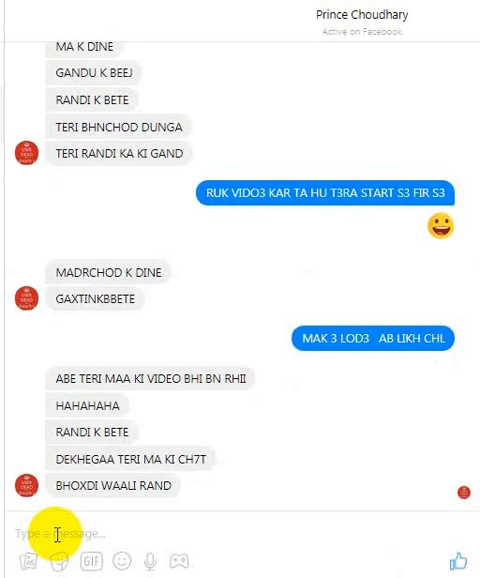 Prince Choudhary
Active on Facebook
MA K DINE
GANDU K BEEJ
RANDI K BETE
TERI BHNCHOD DUNGA
TERI RANDI KA KI GAND
RUK VIDO3 KAR TA HU T3RA START S3 FIR S3
MADRCHOD K DINE
GAXTINKBBETE
MAK 3 LOD3 AB LIKH CHL
ABE TERI MAA KI VIDEO BHI BN RHII
HAHAHAHA
RANDI K BETE
DEKHEGAA TERI MA KI CH7T
BHOXDI WAALI RAND
Type a message...
GIF